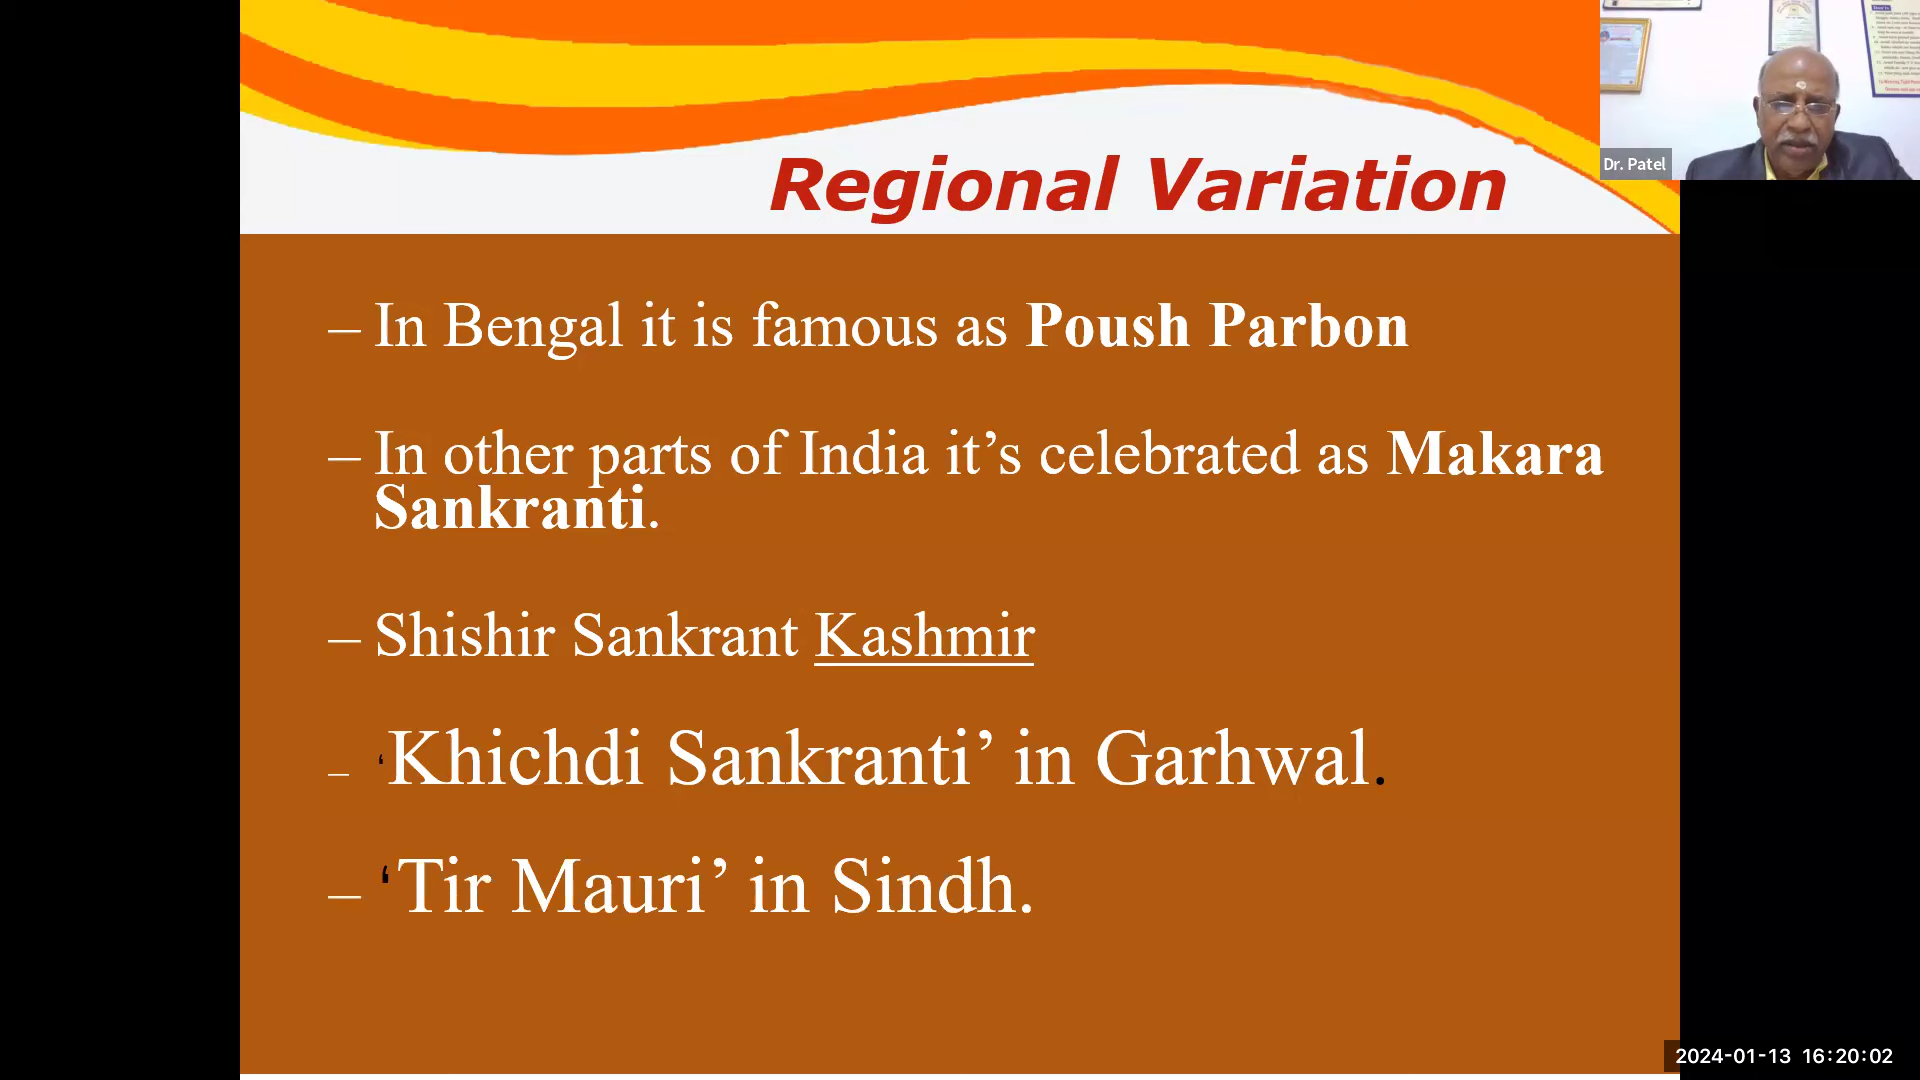 Regional Variation
Dr. Patel
– In Bengal it is famous as Poush Parbon
– In other parts of India it’s celebrated as Makara
Sankranti.
– Shishir Sankrant Kashmir
– ‘Khichdi Sankranti’ in Garhwal.
– ‘Tir Mauri’ in Sindh.
2024-01-13 16:20:02